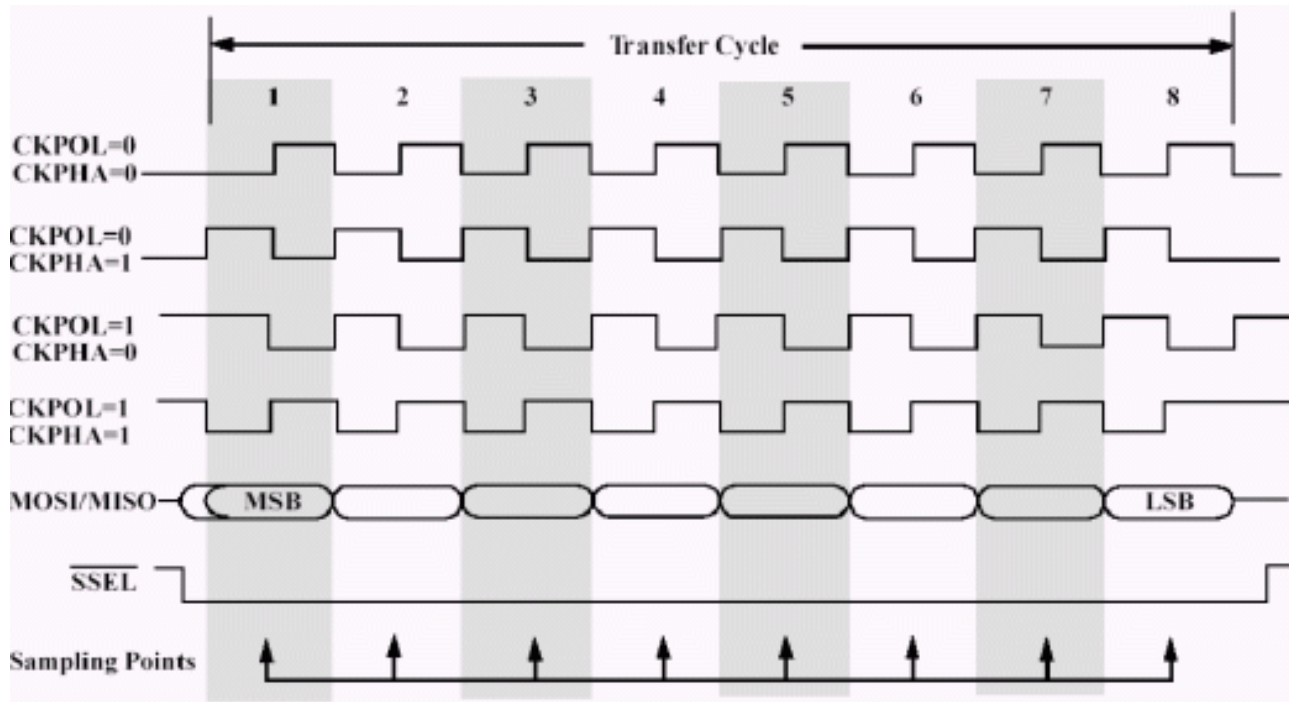 Transfer Cycle
1 2 3 4 5 6 7 8
CKPOL=0
CKPHA=0
CKPOL=0
CKPHA=1
CKPOL=1
CKPHA=0
CKPOL=1
CKPHA=1
MOSI/MISO MSB LSB
SSEL
Sampling Points